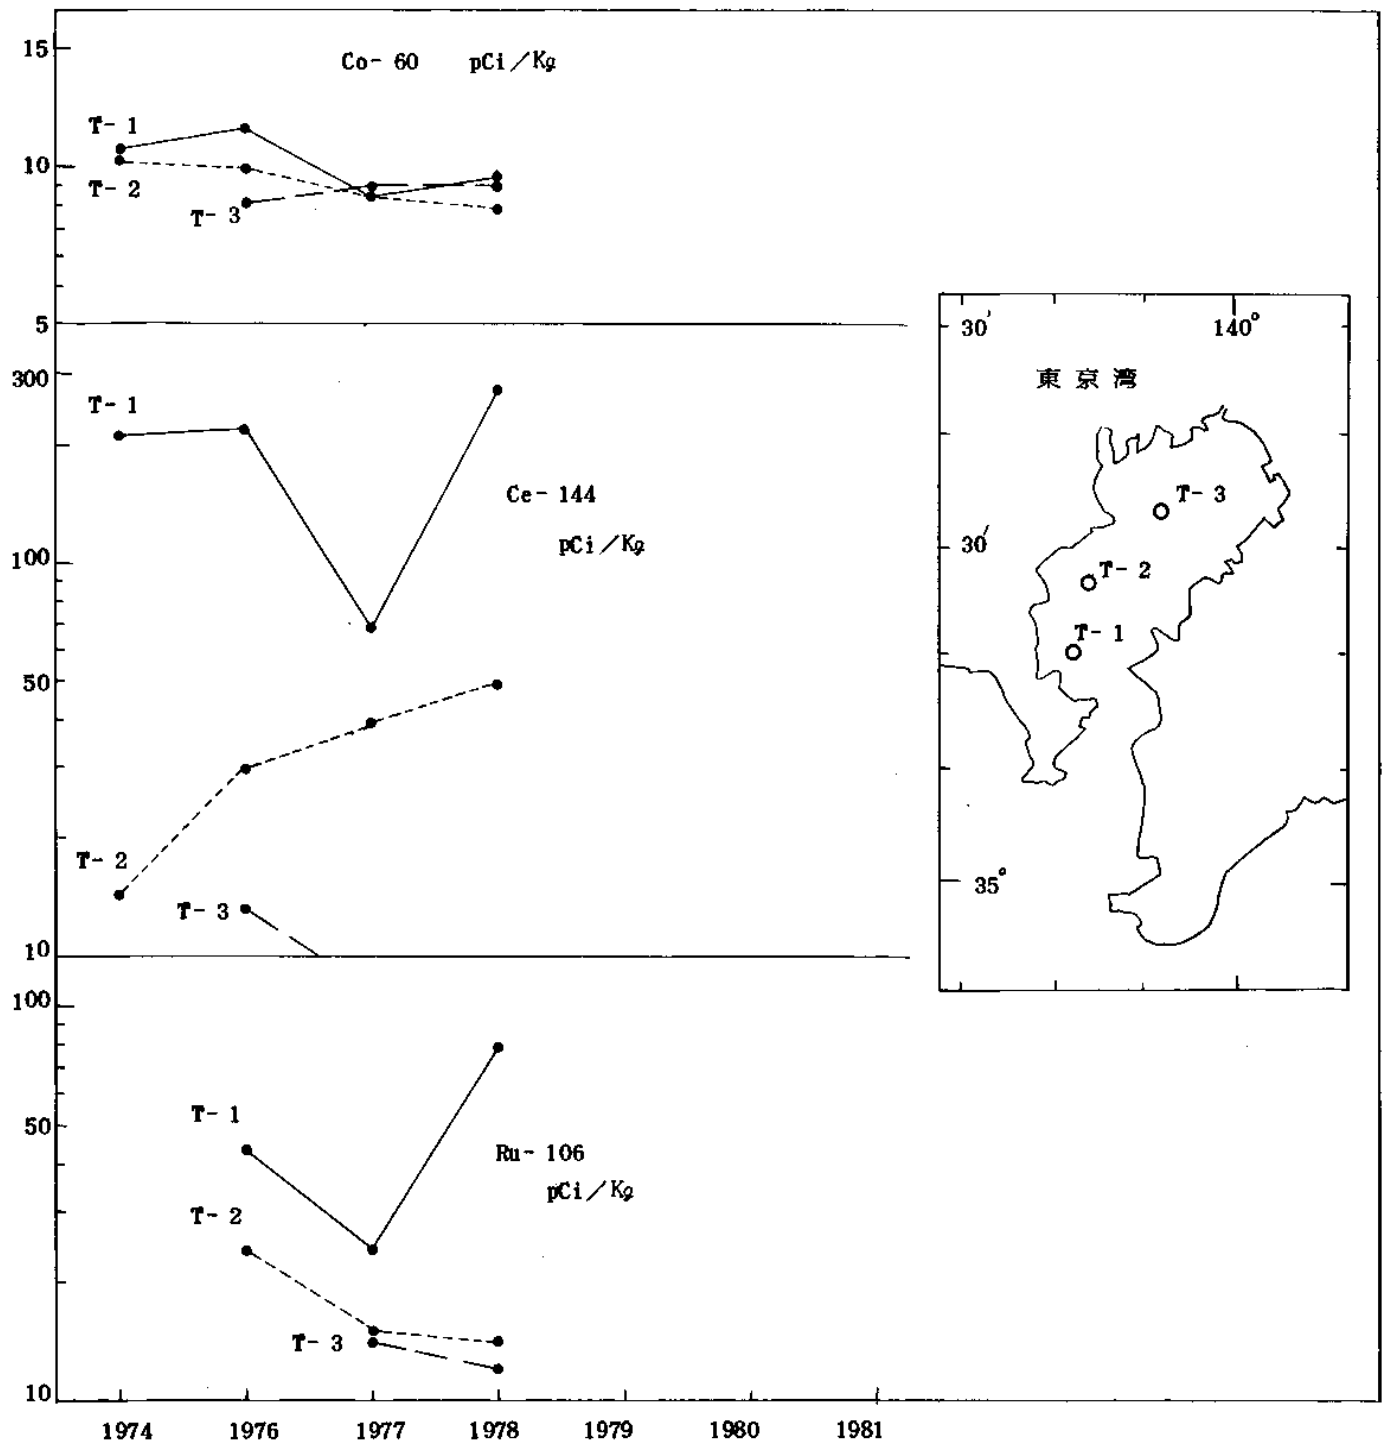 15
Co- 60 pCi/Kg
T- 1
10
T- 2
T- 3
5
300
T- 1
200
Ce- 144
pCi/Kg
100
50
T- 2
T- 3
10
100
T- 1
50
Ru- 106
pCi/Kg
T- 2
T- 3
10
1974 1976 1977 1978 1979 1980 1981
30' 140°
東京湾
T- 3
30'
T- 2
T- 1
35°